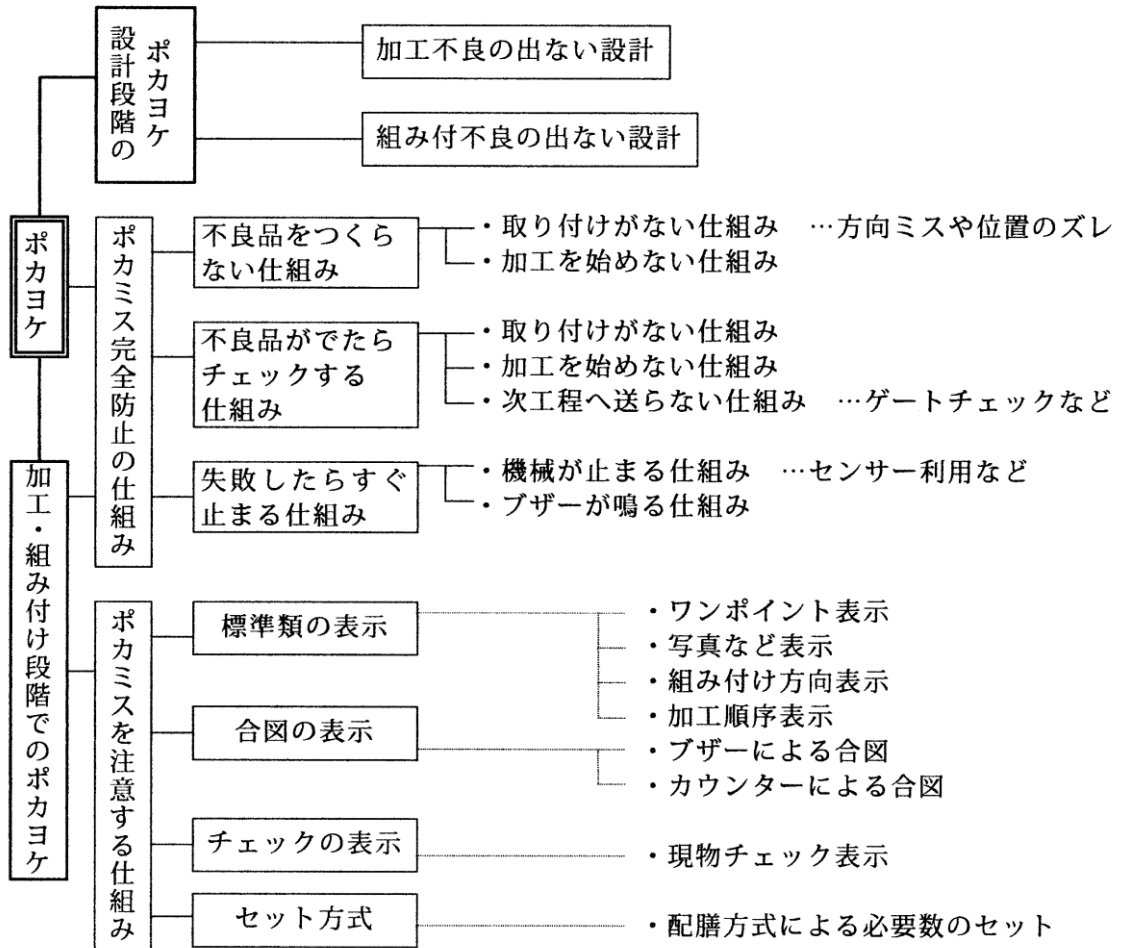 設計段階の
ポカヨケ
加工不良の出ない設計
組み付不良の出ない設計
ポカヨケ
ポカミス完全防止の仕組み
不良品をつくら
ない仕組み
・取り付けがない仕組み …方向ミスや位置のズレ
・加工を始めない仕組み
不良品がでたら
チェックする
仕組み
・取り付けがない仕組み
・加工を始めない仕組み
・次工程へ送らない仕組み …ゲートチェックなど
失敗したらすぐ
止まる仕組み
・機械が止まる仕組み …センサー利用など
・ブザーが鳴る仕組み
加工・組み付け段階でのポカヨケ
ポカミスを注意する仕組み
標準類の表示
・ワンポイント表示
・写真など表示
・組み付け方向表示
・加工順序表示
合図の表示
・ブザーによる合図
・カウンターによる合図
チェックの表示
・現物チェック表示
セット方式
・配膳方式による必要数のセット